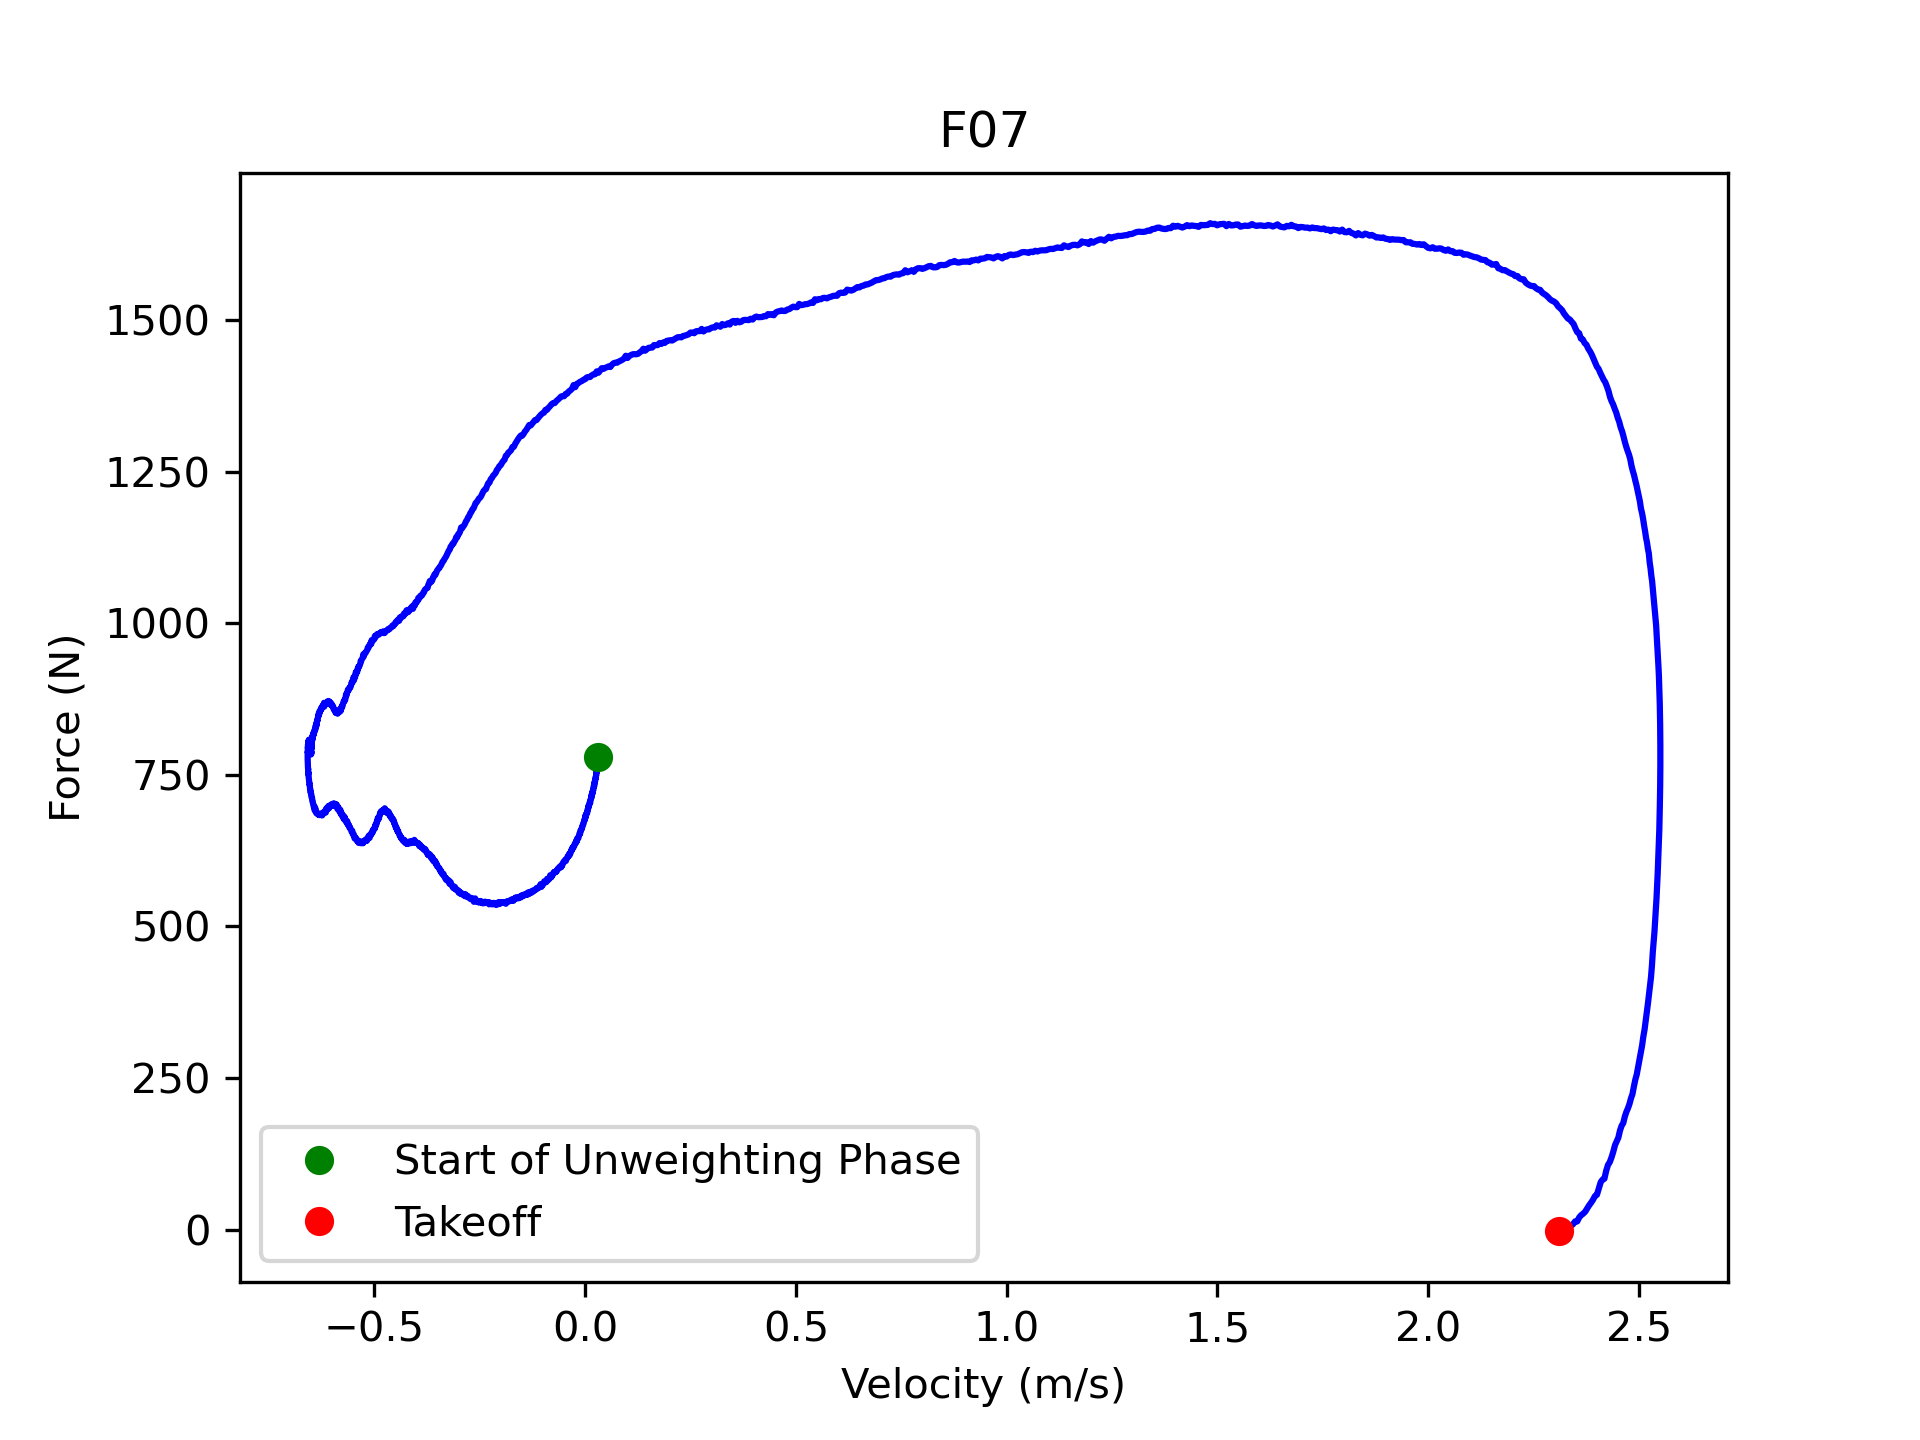 F07
1500
1250
1000
750
500
250
0
Force (N)
Start of Unweighting Phase
Takeoff
−0.5 0.0 0.5 1.0 1.5 2.0 2.5
Velocity (m/s)